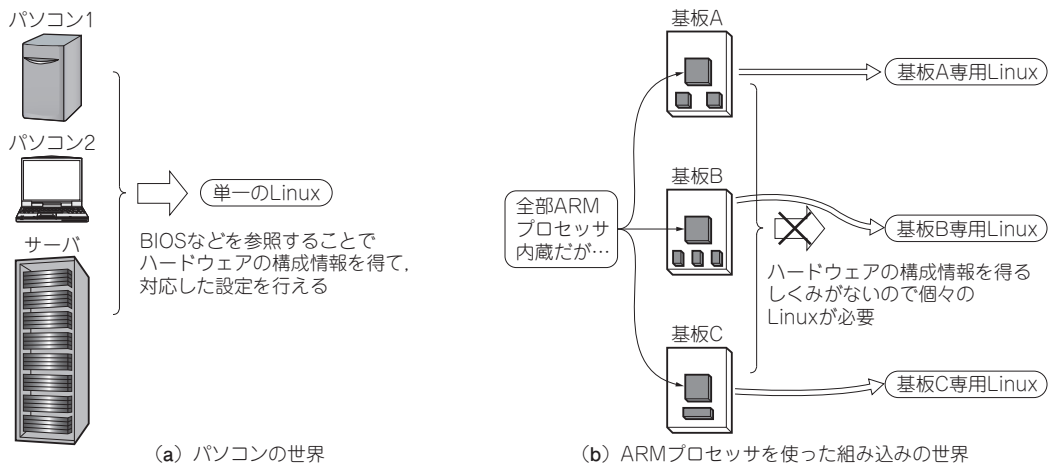 パソコン1
パソコン2
サーバ
単一のLinux
BIOSなどを参照することで
ハードウェアの構成情報を得て,
対応した設定を行える
(a) パソコンの世界
基板A
基板B
基板C
全部ARM
プロセッサ
内蔵だが…
基板A専用Linux
基板B専用Linux
ハードウェアの構成情報を得る
しくみがないので個々の
Linuxが必要
基板C専用Linux
(b) ARMプロセッサを使った組み込みの世界